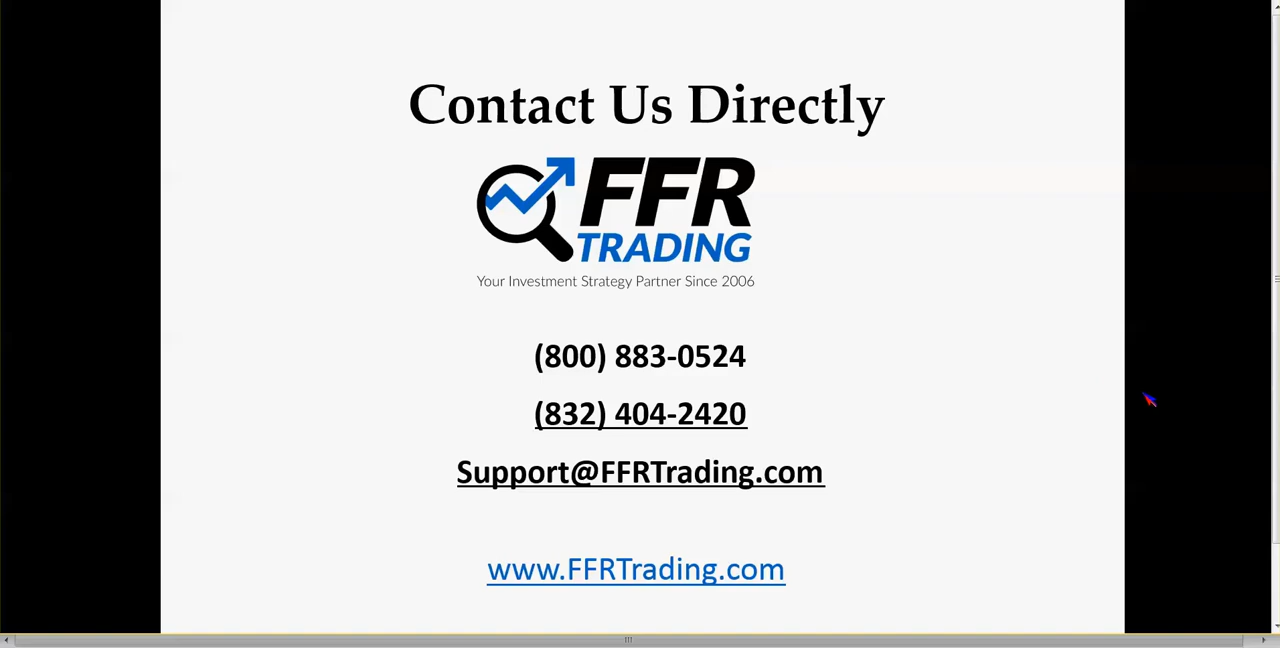 Contact Us Directly
FFR
TRADING
Your Investment Strategy Partner Since 2006
(800) 883-0524
(832) 404-2420
Support@FFRTrading.com
www.FFRTrading.com